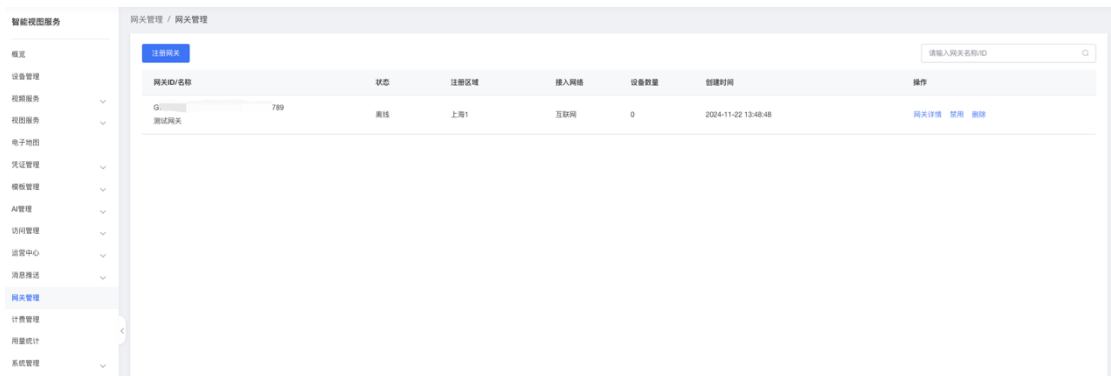 智能视图服务
概览
设备管理
视频服务
视图服务
电子地图
凭证管理
模板管理
AI管理
访问管理
运营中心
消息推送
网关管理
计费管理
用量统计
系统管理
网关管理 / 网关管理
注册网关
请输入网关名称/ID
网关ID/名称 状态 注册区域 接入网络 设备数量 创建时间 操作
G 789
测试网关 离线 上海1 互联网 0 2024-11-22 13:48:48 网关详情 禁用 删除